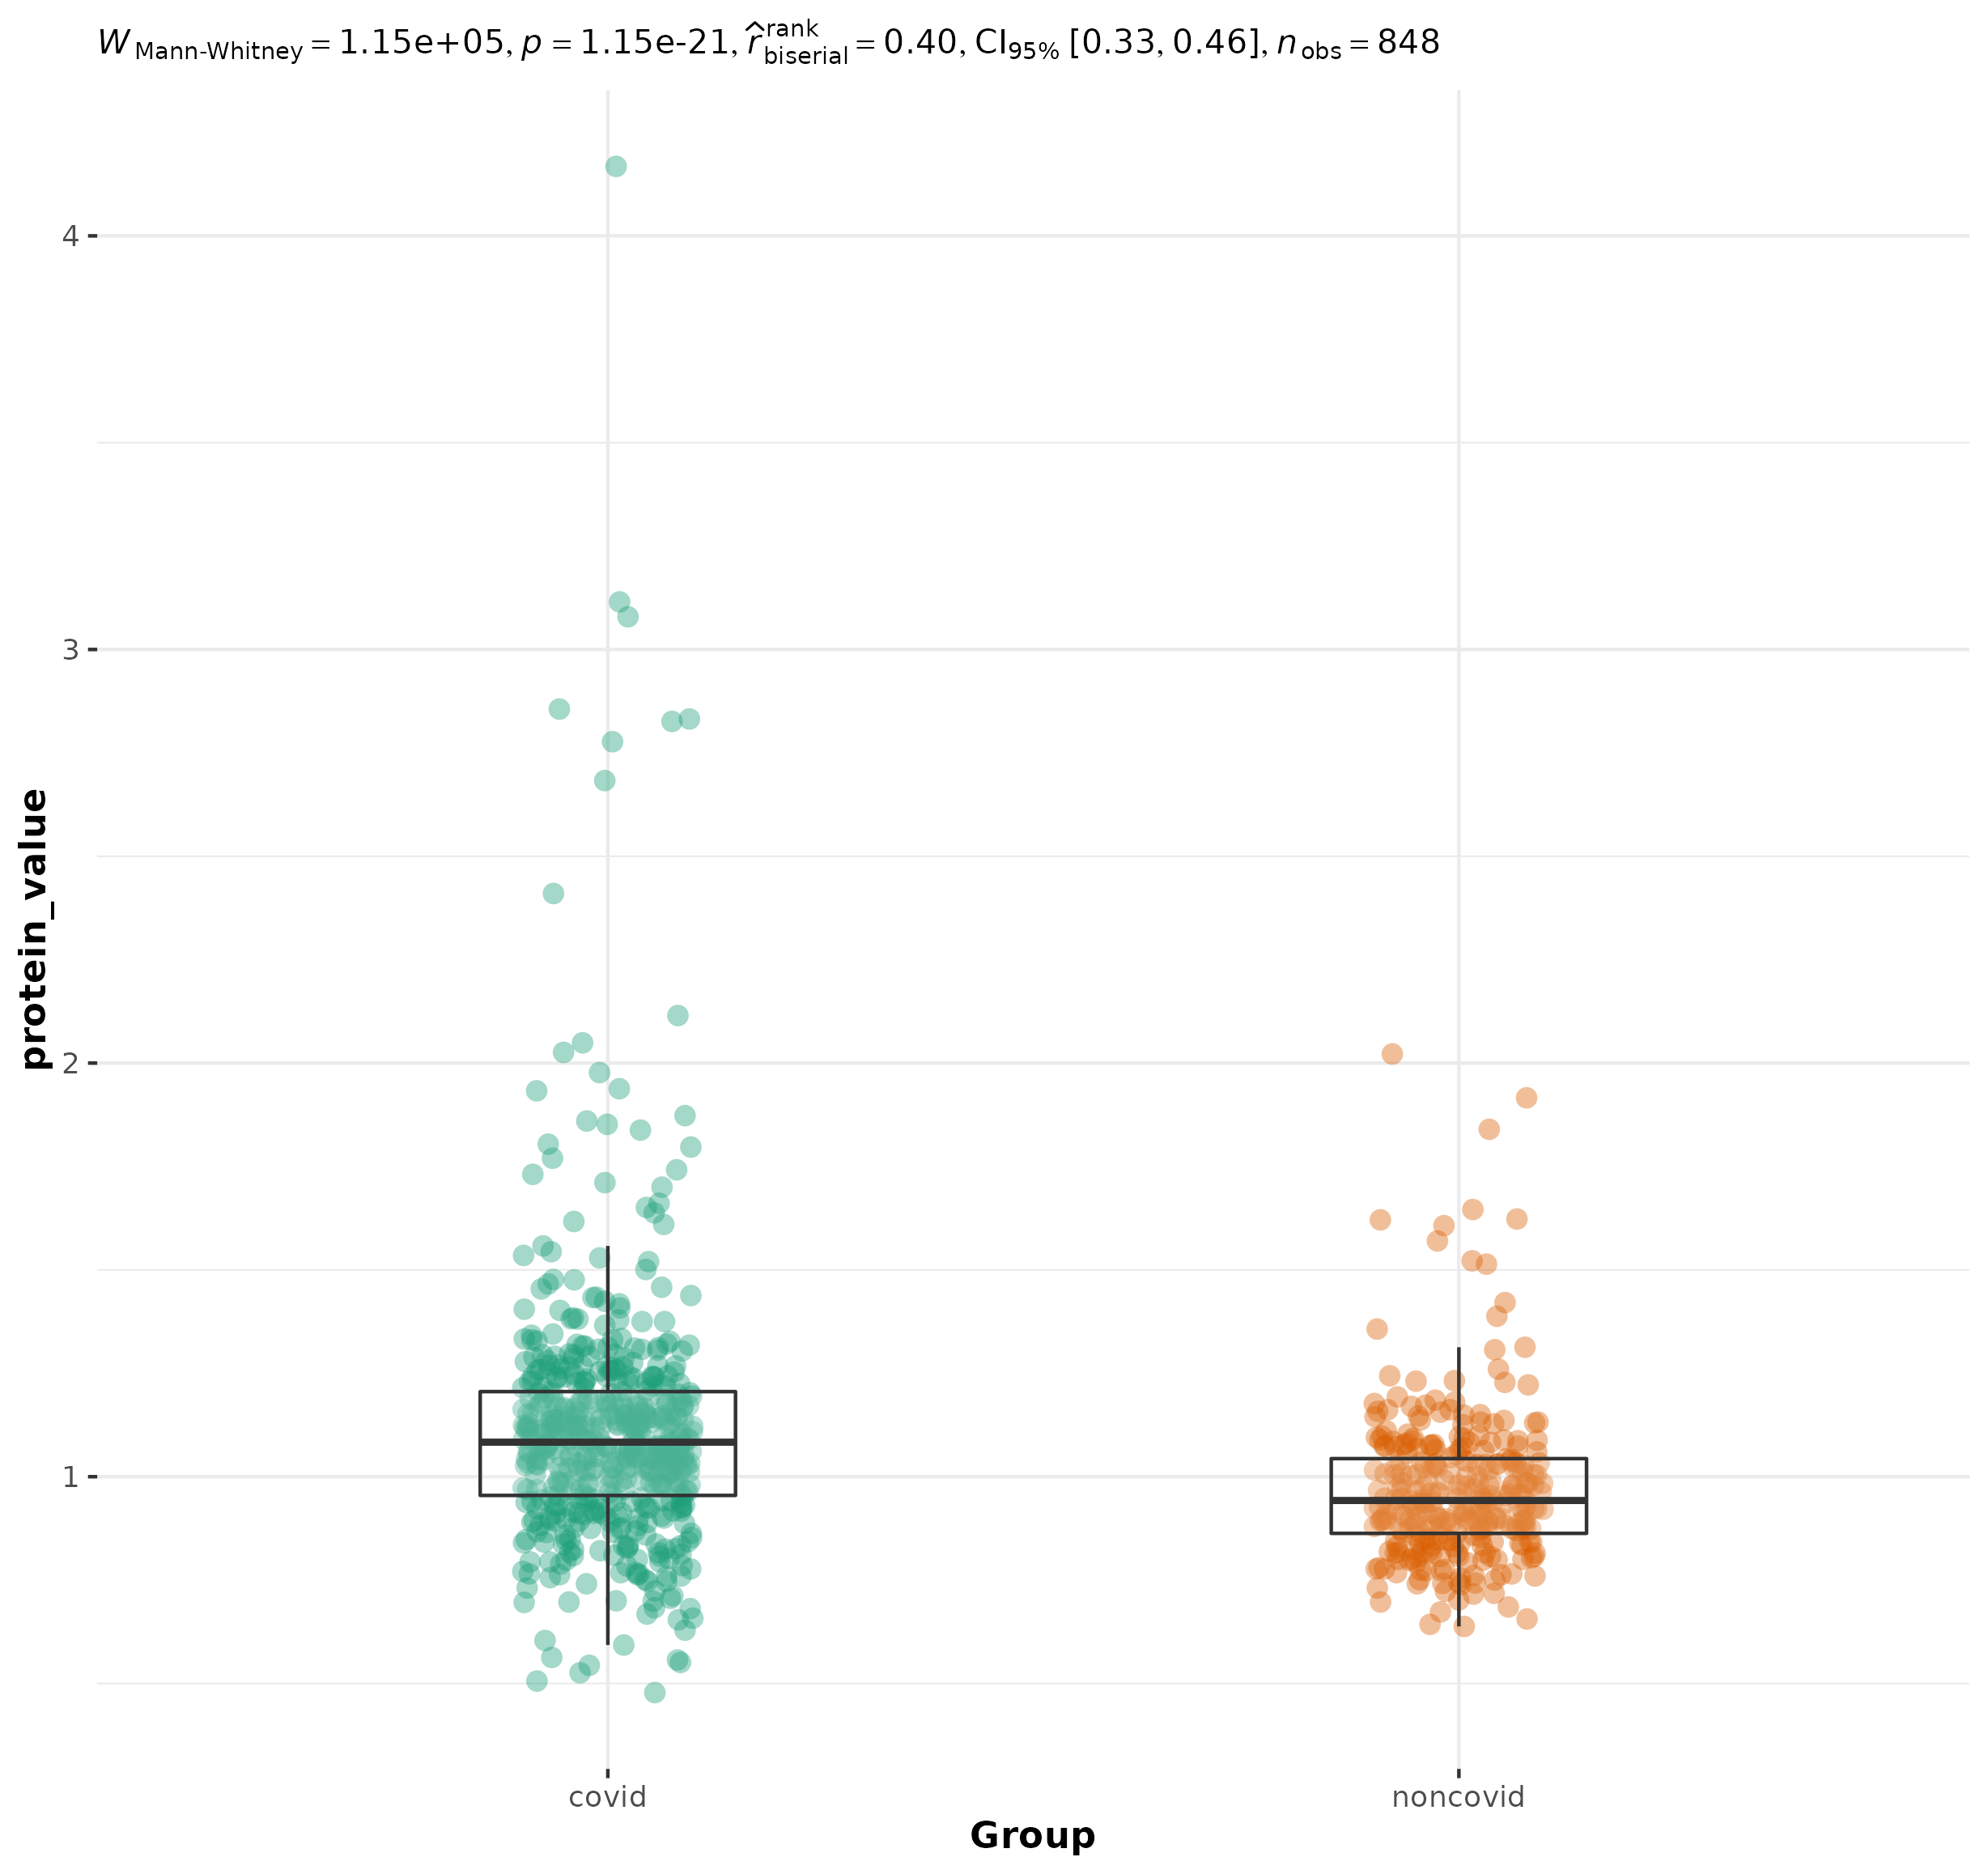 W Mann-Whitney = 1.15e+05, p = 1.15e-21, r̂ rank biserial = 0.40, CI95% [0.33, 0.46], n obs = 848
4
3
2
1
protein_value
covid noncovid
Group